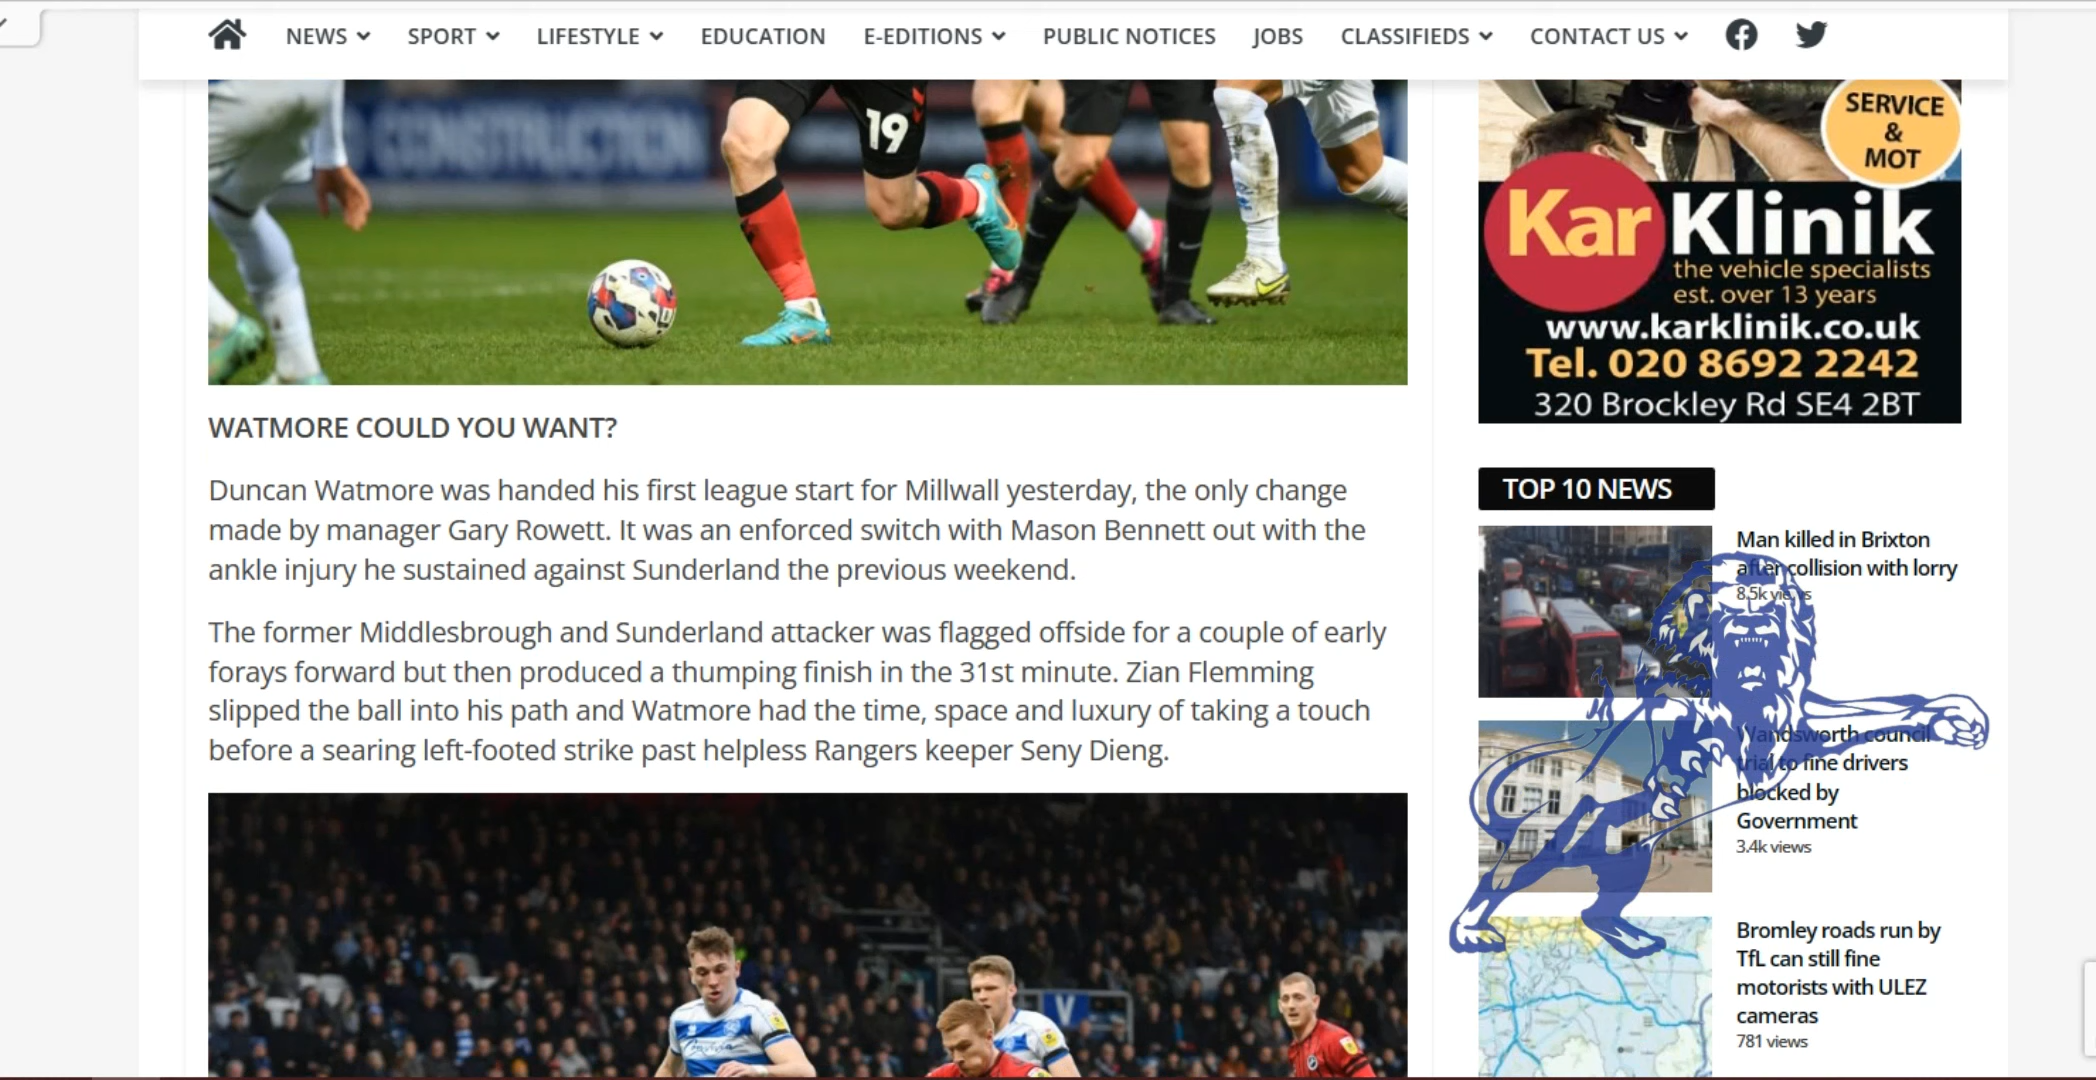 NEWS SPORT LIFESTYLE EDUCATION E-EDITIONS PUBLIC NOTICES JOBS CLASSIFIEDS CONTACT US
CONSTRUCTION
19
WATMORE COULD YOU WANT?
Duncan Watmore was handed his first league start for Millwall yesterday, the only change
made by manager Gary Rowett. It was an enforced switch with Mason Bennett out with the
ankle injury he sustained against Sunderland the previous weekend.
The former Middlesbrough and Sunderland attacker was flagged offside for a couple of early
forays forward but then produced a thumping finish in the 31st minute. Zian Flemming
slipped the ball into his path and Watmore had the time, space and luxury of taking a touch
before a searing left-footed strike past helpless Rangers keeper Seny Dieng.
V
SERVICE
&
MOT
Kar Klinik
the vehicle specialists
est. over 13 years
www.karklinik.co.uk
Tel. 020 8692 2242
320 Brockley Rd SE4 2BT
TOP 10 NEWS
Man killed in Brixton
after collision with lorry
8.5k views
Wandsworth council
trial to fine drivers
blocked by
Government
3.4k views
Bromley roads run by
TfL can still fine
motorists with ULEZ
cameras
781 views